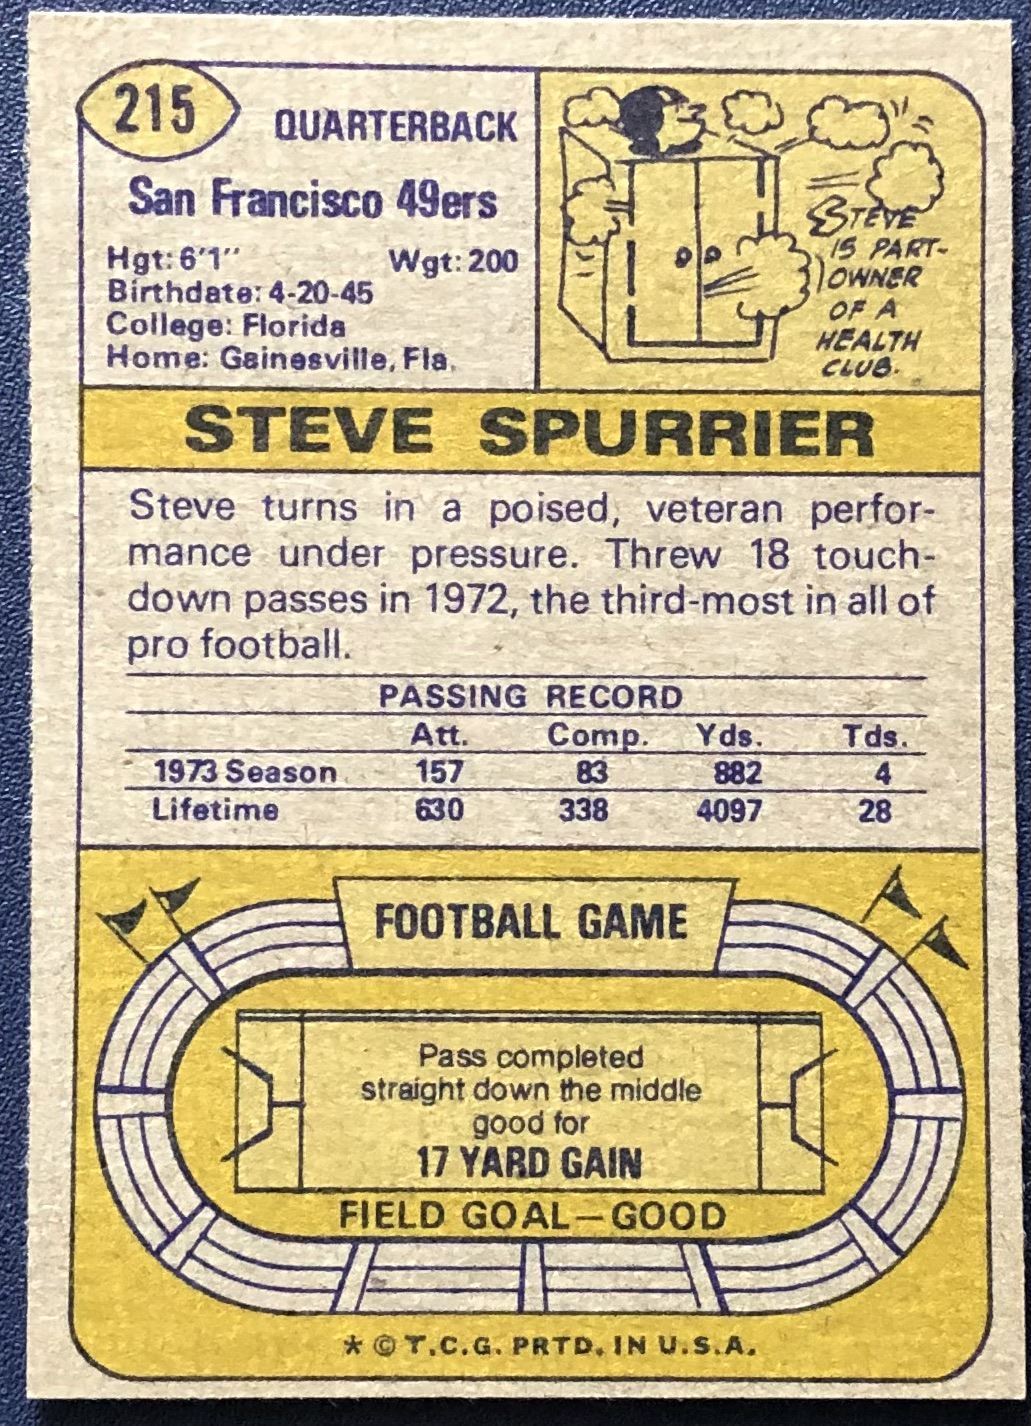 215
QUARTERBACK
San Francisco 49ers
Hgt: 6'1" Wgt: 200
Birthdate: 4-20-45
College: Florida
Home: Gainesville, Fla.
STEVE
IS PART-
OWNER
OF A
HEALTH
CLUB.
STEVE SPURRIER
Steve turns in a poised, veteran perfor-
mance under pressure. Threw 18 touch-
down passes in 1972, the third-most in all of
pro football.
PASSING RECORD
Att. Comp. Yds. Tds.
1973 Season 157 83 882 4
Lifetime 630 338 4097 28
FOOTBALL GAME
Pass completed
straight down the middle
good for
17 YARD GAIN
FIELD GOAL—GOOD
* © T.C.G. PRTD. IN U.S.A.